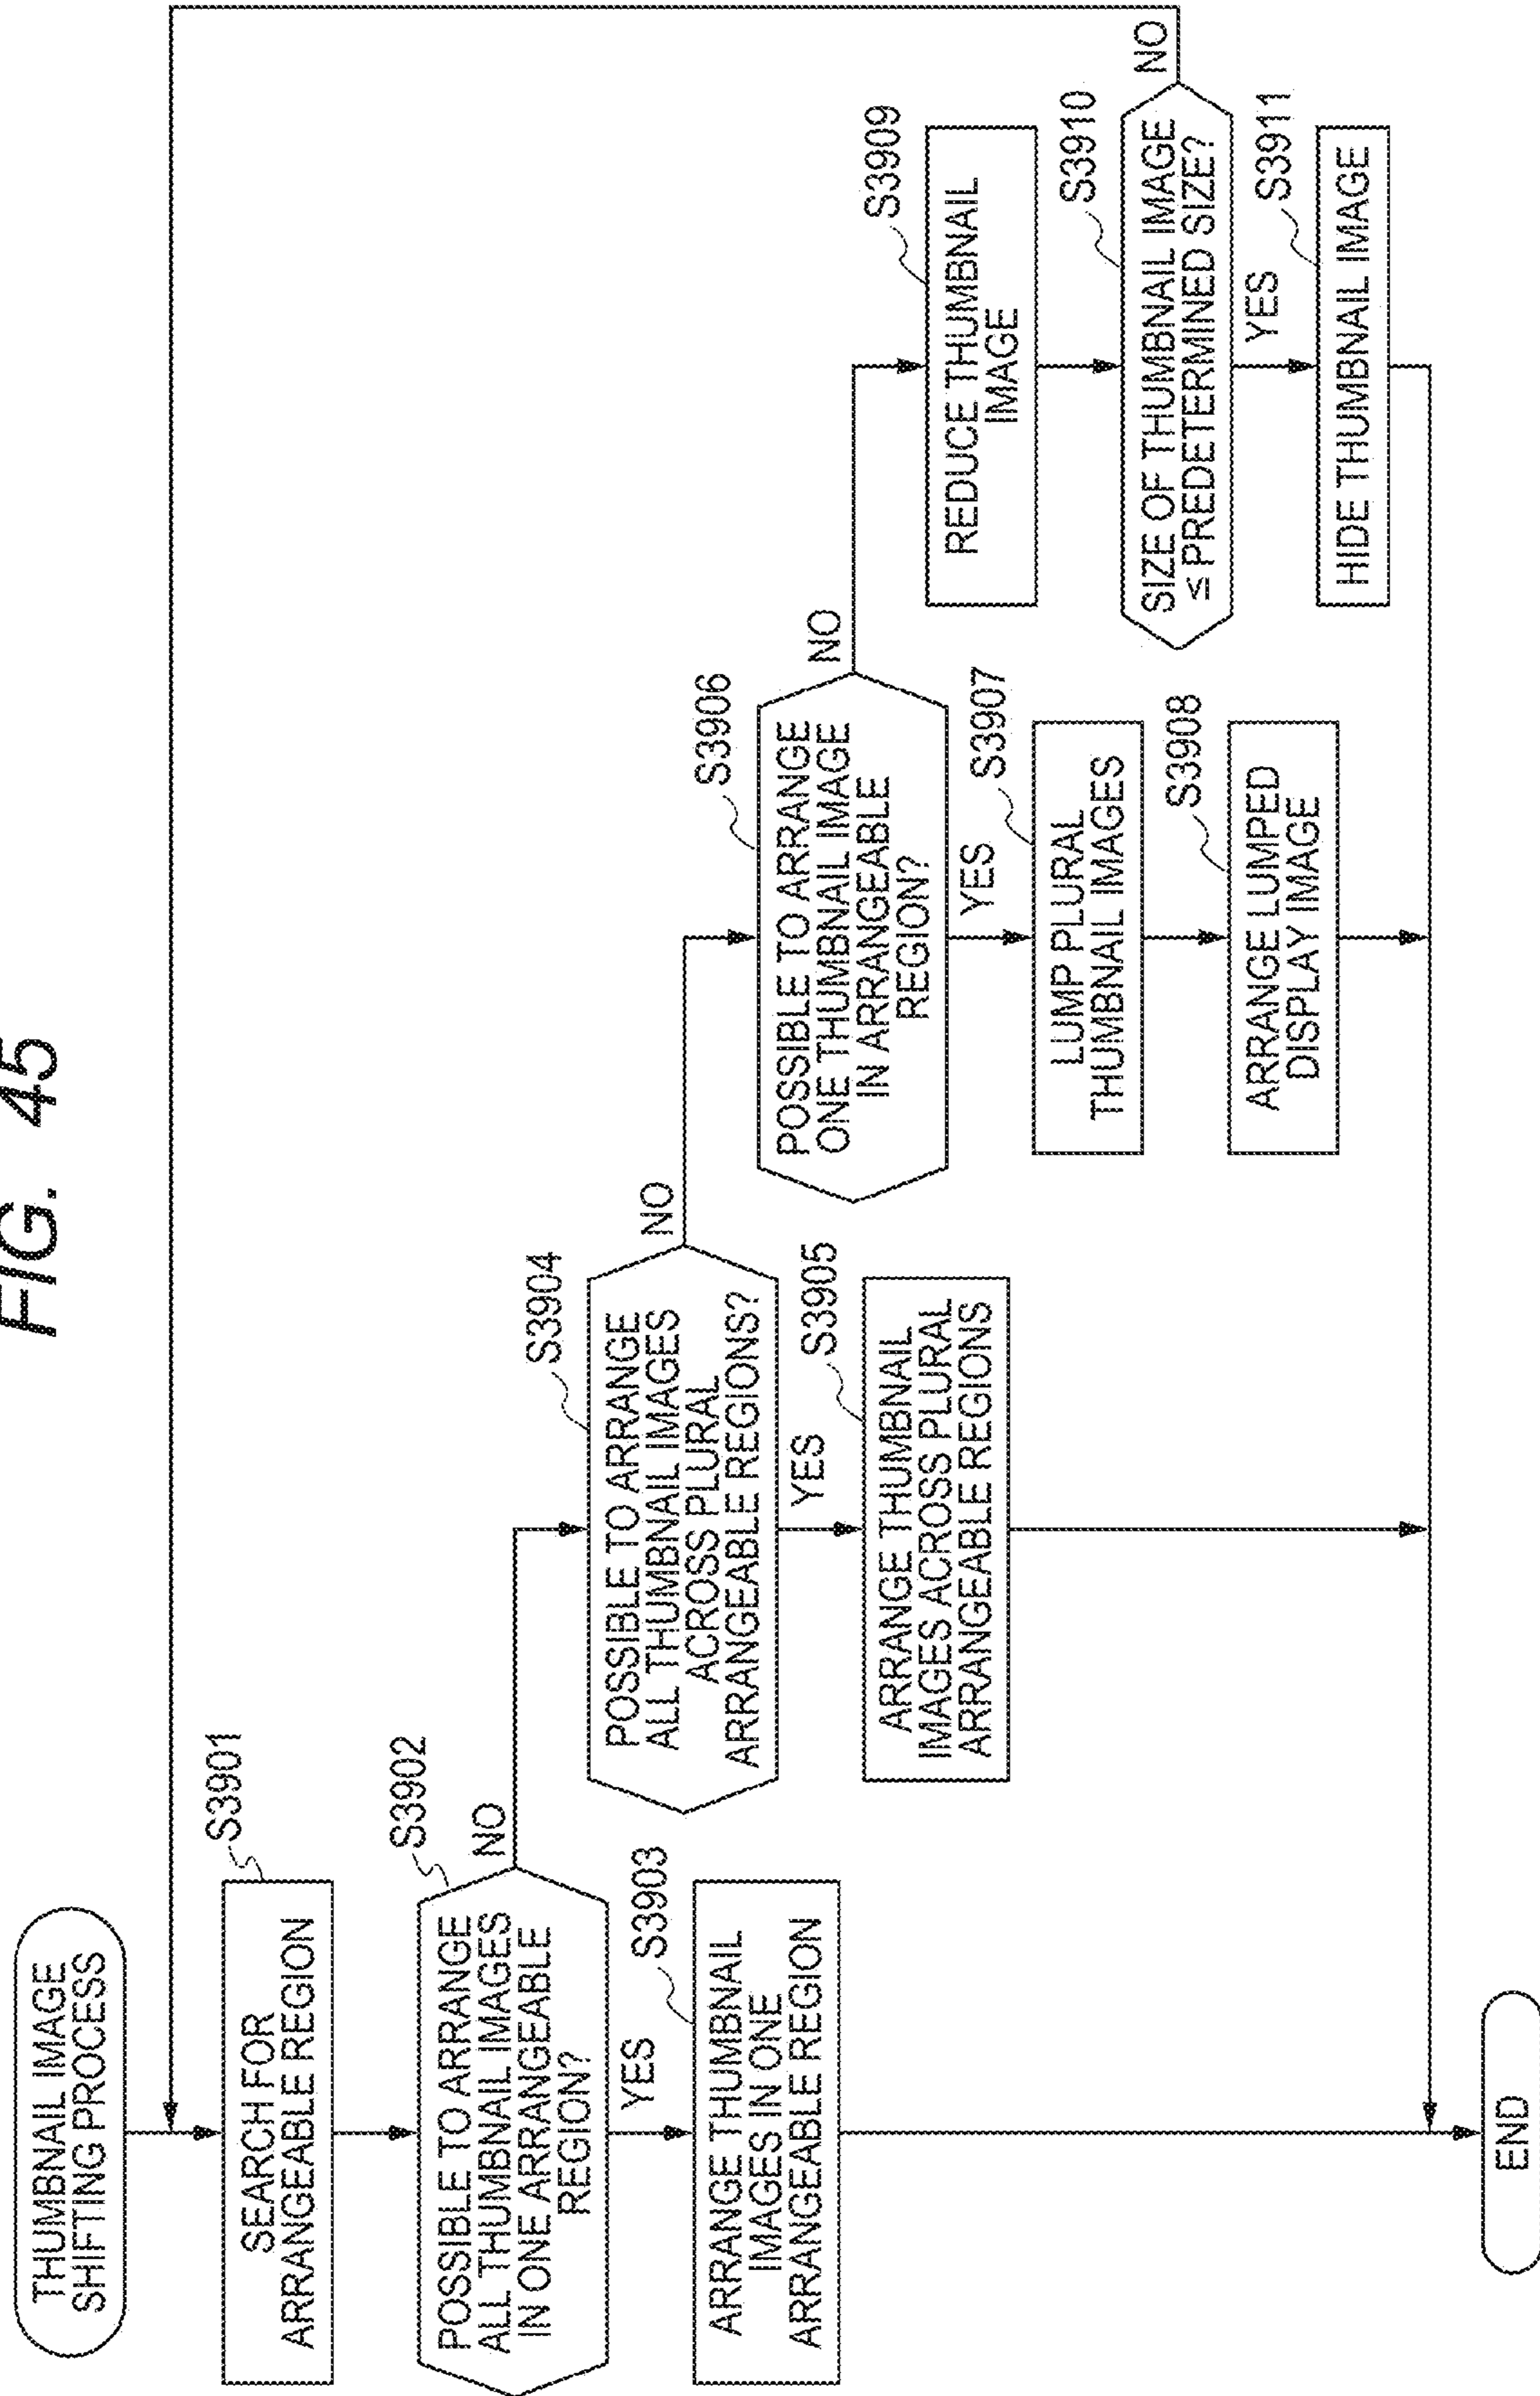 FIG. 45
THUMBNAIL IMAGE
SHIFTING PROCESS
S3901
SEARCH FOR
ARRANGEABLE REGION
S3902
POSSIBLE TO ARRANGE
ALL THUMBNAIL IMAGES
IN ONE ARRANGEABLE
REGION?
NO
YES
S3903
ARRANGE THUMBNAIL
IMAGES IN ONE
ARRANGEABLE REGION
S3904
POSSIBLE TO ARRANGE
ALL THUMBNAIL IMAGES
ACROSS PLURAL
ARRANGEABLE REGIONS?
NO
YES
S3905
ARRANGE THUMBNAIL
IMAGES ACROSS PLURAL
ARRANGEABLE REGIONS
S3906
POSSIBLE TO ARRANGE
ONE THUMBNAIL IMAGE
IN ARRANGEABLE
REGION?
NO
YES
S3907
LUMP PLURAL
THUMBNAIL IMAGES
S3908
ARRANGE LUMPED
DISPLAY IMAGE
S3909
REDUCE THUMBNAIL
IMAGE
S3910
SIZE OF THUMBNAIL IMAGE
≤ PREDETERMINED SIZE?
NO
YES
S3911
HIDE THUMBNAIL IMAGE
END